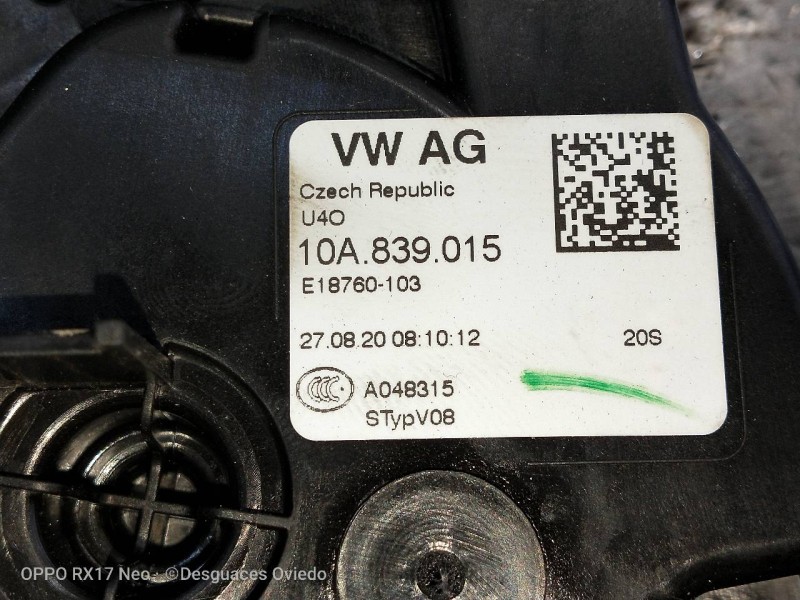 VW AG
Czech Republic
U4O
10A.839.015
E18760-103
27.08.20 08:10:12 20S
CCC A048315
STypV08
OPPO RX17 Neo · ©Desguaces Oviedo